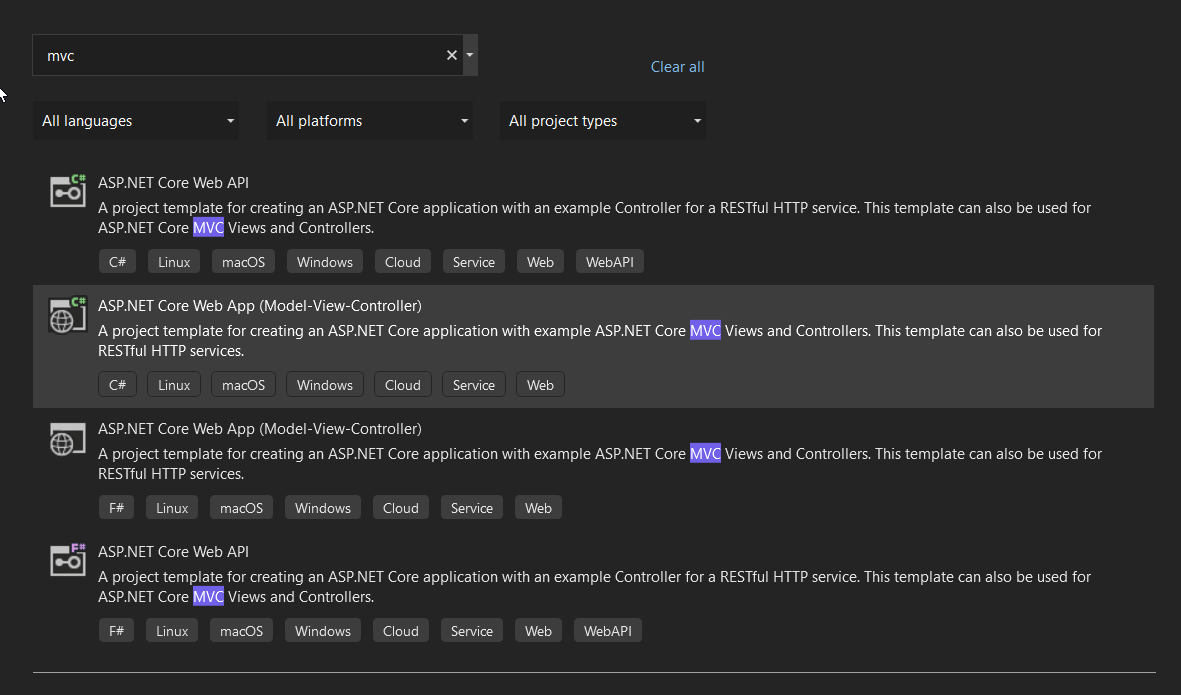 mvc
Clear all
All languages
All platforms
All project types
C#
ASP.NET Core Web API
A project template for creating an ASP.NET Core application with an example Controller for a RESTful HTTP service. This template can also be used for
ASP.NET Core MVC Views and Controllers.
C# Linux macOS Windows Cloud Service Web WebAPI
C#
ASP.NET Core Web App (Model-View-Controller)
A project template for creating an ASP.NET Core application with example ASP.NET Core MVC Views and Controllers. This template can also be used for
RESTful HTTP services.
C# Linux macOS Windows Cloud Service Web
ASP.NET Core Web App (Model-View-Controller)
A project template for creating an ASP.NET Core application with example ASP.NET Core MVC Views and Controllers. This template can also be used for
RESTful HTTP services.
F# Linux macOS Windows Cloud Service Web
F#
ASP.NET Core Web API
A project template for creating an ASP.NET Core application with an example Controller for a RESTful HTTP service. This template can also be used for
ASP.NET Core MVC Views and Controllers.
F# Linux macOS Windows Cloud Service Web WebAPI